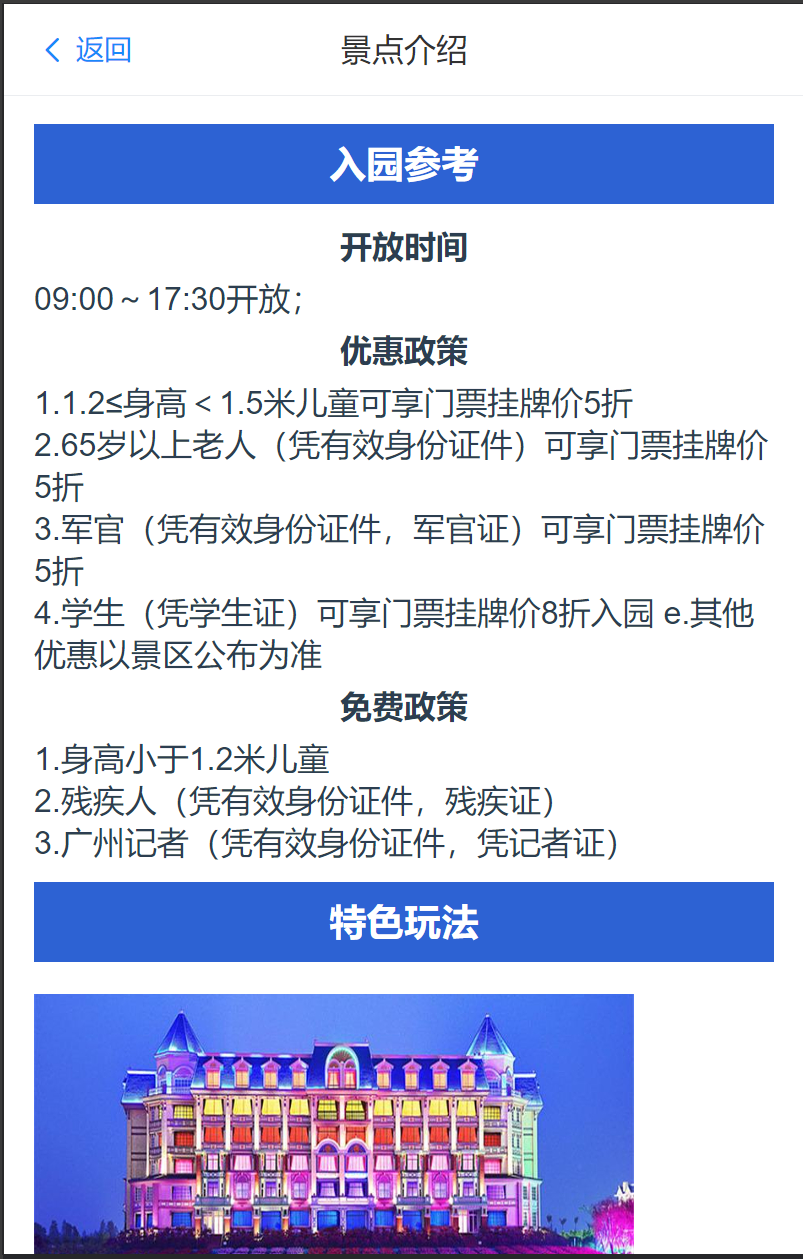 返回
景点介绍
入园参考
开放时间
09:00～17:30开放；
优惠政策
1.1.2≤身高＜1.5米儿童可享门票挂牌价5折
2.65岁以上老人（凭有效身份证件）可享门票挂牌价
5折
3.军官（凭有效身份证件，军官证）可享门票挂牌价
5折
4.学生（凭学生证）可享门票挂牌价8折入园 e.其他
优惠以景区公布为准
免费政策
1.身高小于1.2米儿童
2.残疾人（凭有效身份证件，残疾证）
3.广州记者（凭有效身份证件，凭记者证）
特色玩法